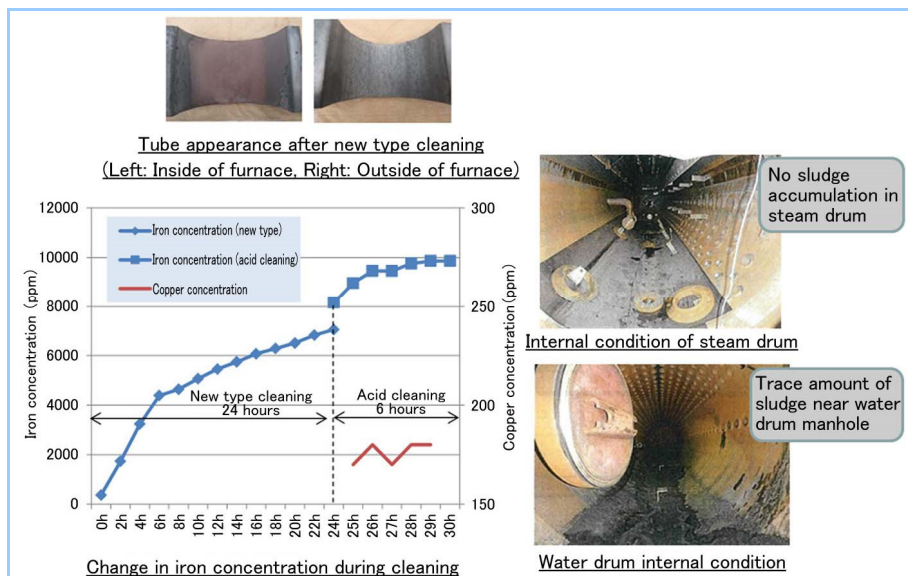 Tube appearance after new type cleaning
(Left: Inside of furnace, Right: Outside of furnace)
No sludge
accumulation in
steam drum
Internal condition of steam drum
Trace amount of
sludge near water
drum manhole
Water drum internal condition
Iron concentration (ppm)
12000
10000
8000
6000
4000
2000
0
Iron concentration (new type)
Iron concentration (acid cleaning)
Copper concentration
New type cleaning
24 hours
Acid cleaning
6 hours
300
250
200
150
Copper concentration (ppm)
0h 2h 4h 6h 8h 10h 12h 14h 16h 18h 20h 22h 24h 25h 26h 27h 28h 29h 30h
Change in iron concentration during cleaning